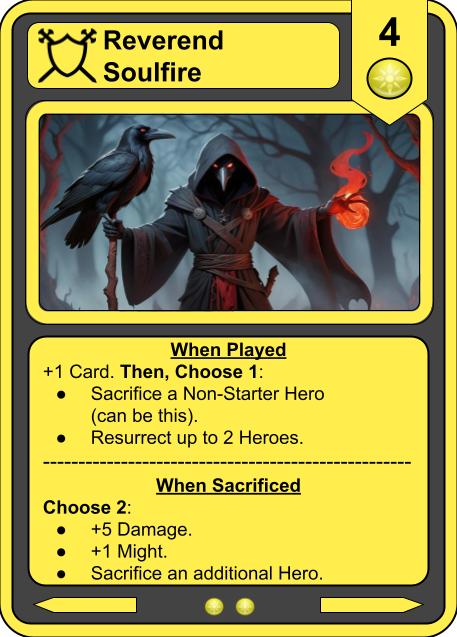 Reverend
Soulfire
4
When Played
+1 Card. Then, Choose 1:
● Sacrifice a Non-Starter Hero
(can be this).
● Resurrect up to 2 Heroes.
----------------------------------------------------
When Sacrificed
Choose 2:
● +5 Damage.
● +1 Might.
● Sacrifice an additional Hero.